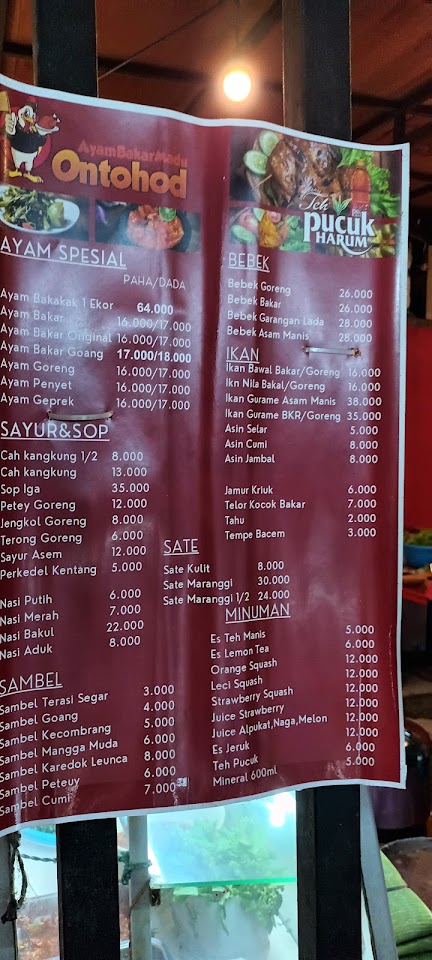 AyamBakarMadu
Ontohod
Teh
pucuk
HARUM
AYAM SPESIAL
PAHA/DADA
Ayam Bakakak 1 Ekor 64.000
Ayam Bakar 16.000/17.000
Ayam Bakar Original 16.000/17.000
Ayam Bakar Goang 17.000/18.000
Ayam Goreng 16.000/17.000
Ayam Penyet 16.000/17.000
Ayam Geprek 16.000/17.000
SAYUR&SOP
Cah kangkung 1/2 8.000
Cah kangkung 13.000
Sop Iga 35.000
Petey Goreng 12.000
Jengkol Goreng 8.000
Terong Goreng 6.000
Sayur Asem 12.000
Perkedel Kentang 5.000
Nasi Putih 6.000
Nasi Merah 7.000
Nasi Bakul 22.000
Nasi Aduk 8.000
SAMBEL
Sambel Terasi Segar 3.000
Sambel Goang 4.000
Sambel Kecombrang 5.000
Sambel Mangga Muda 6.000
Sambel Karedok Leunca 8.000
Sambel Peteuy 6.000
Sambel Cumi 7.000
BEBEK
Bebek Goreng 26.000
Bebek Bakar 26.000
Bebek Garangan Lada 28.000
Bebek Asam Manis 28.000
IKAN
Ikan Bawal Bakar/Goreng 16.000
Ikn Nila Bakal/Goreng 16.000
Ikan Gurame Asam Manis 38.000
Ikan Gurame BKR/Goreng 35.000
Asin Selar 5.000
Asin Cumi 8.000
Asin Jambal 8.000
Jamur Kriuk 6.000
Telor Kocok Bakar 7.000
Tahu 2.000
Tempe Bacem 3.000
SATE
Sate Kulit 8.000
Sate Maranggi 30.000
Sate Maranggi 1/2 24.000
MINUMAN
Es Teh Manis 5.000
Es Lemon Tea 6.000
Orange Squash 12.000
Leci Squash 12.000
Strawberry Squash 12.000
Juice Strawberry 12.000
Juice Alpukat,Naga,Melon 12.000
Es Jeruk 12.000
Teh Pucuk 6.000
Mineral 600ml 5.000